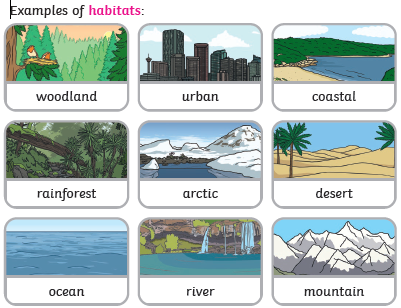 Examples of habitats:
woodland
urban
coastal
rainforest
arctic
desert
ocean
river
mountain